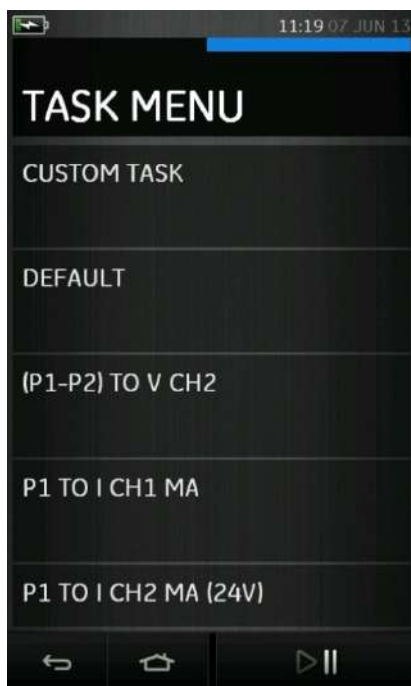 11:19 07 JUN 13
TASK MENU
CUSTOM TASK
DEFAULT
(P1-P2) TO V CH2
P1 TO I CH1 MA
P1 TO I CH2 MA (24V)